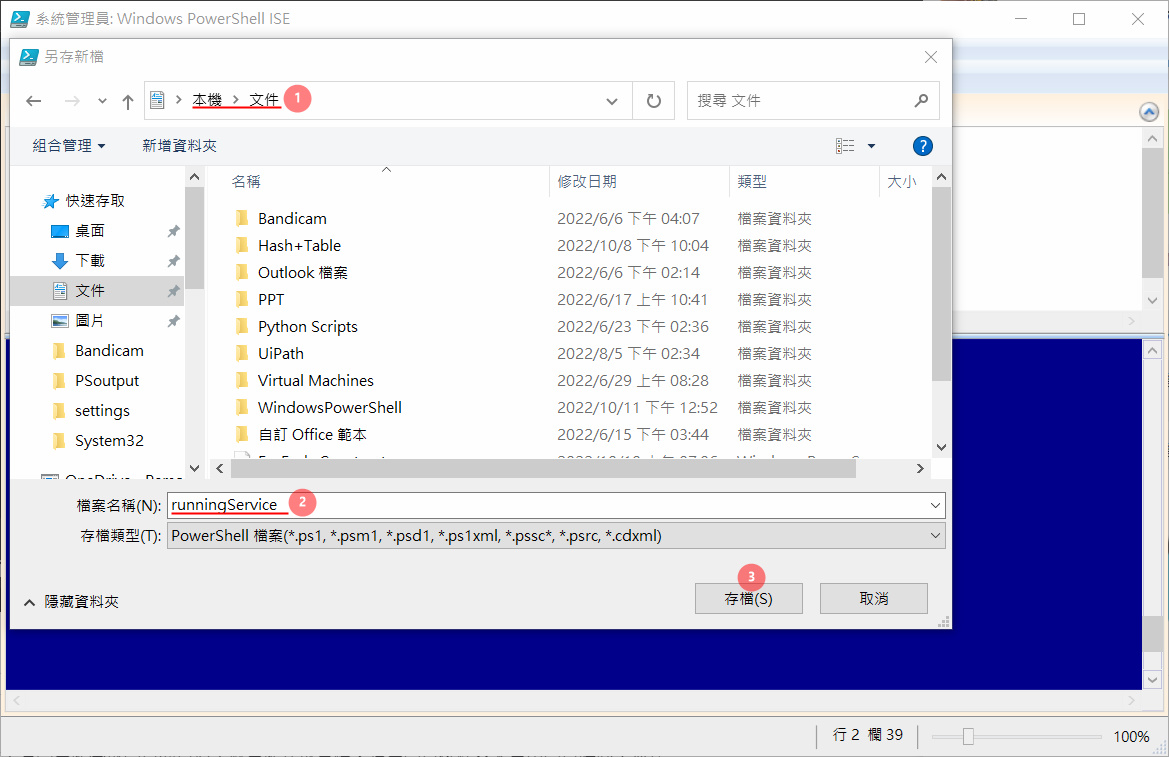 系統管理員: Windows PowerShell ISE
另存新檔
本機 文件 1
搜尋 文件
組合管理 新增資料夾 ?
快速存取
桌面
下載
文件
圖片
Bandicam
PSoutput
settings
System32
名稱 修改日期 類型 大小
Bandicam 2022/6/6 下午 04:07 檔案資料夾
Hash+Table 2022/10/8 下午 10:04 檔案資料夾
Outlook 檔案 2022/6/6 下午 02:14 檔案資料夾
PPT 2022/6/17 上午 10:41 檔案資料夾
Python Scripts 2022/6/23 下午 02:36 檔案資料夾
UiPath 2022/8/5 下午 02:34 檔案資料夾
Virtual Machines 2022/6/29 上午 08:28 檔案資料夾
WindowsPowerShell 2022/10/11 下午 12:52 檔案資料夾
自訂 Office 範本 2022/6/15 下午 03:44 檔案資料夾
檔案名稱(N): runningService 2
存檔類型(T): PowerShell 檔案(*.ps1, *.psm1, *.psd1, *.ps1xml, *.pssc*, *.psrc, *.cdxml)
3
隱藏資料夾 存檔(S) 取消
行 2 欄 39 100%